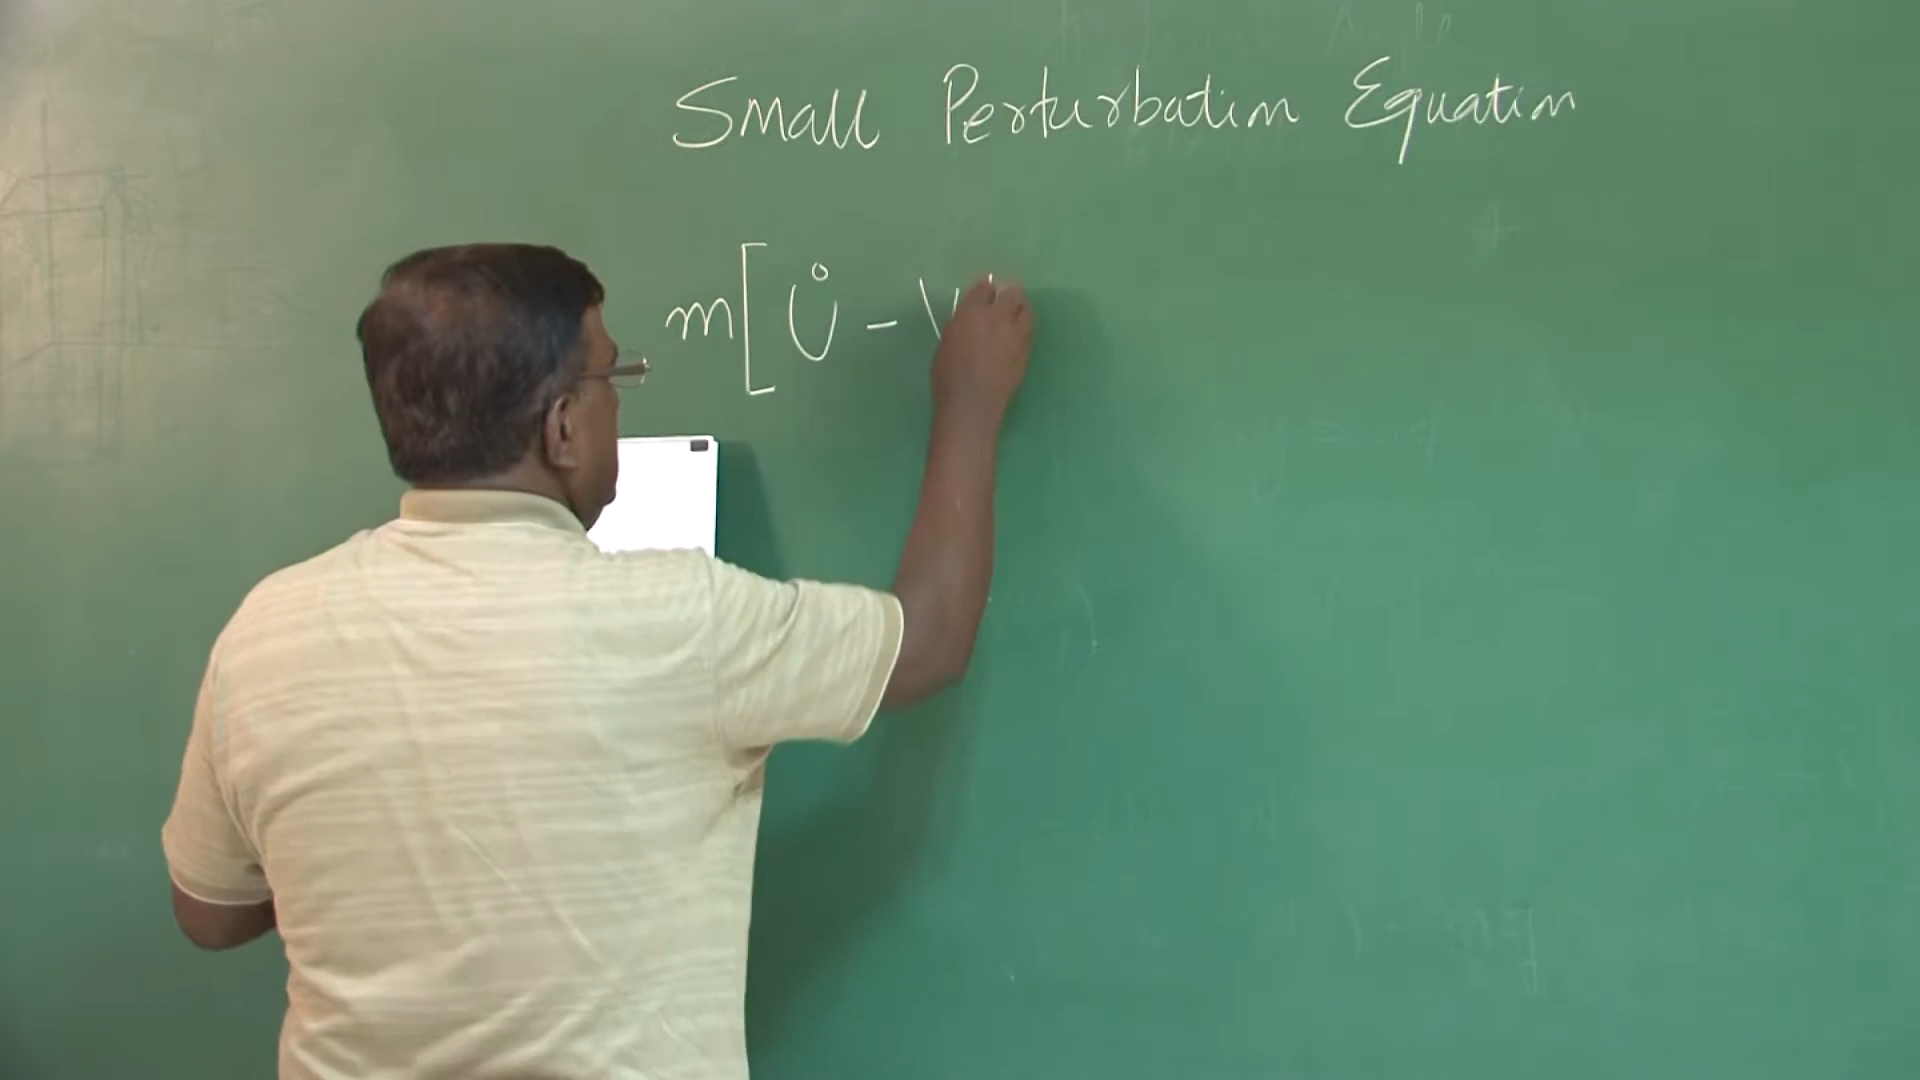 Small Perturbation Equation
m[ U̇ - V